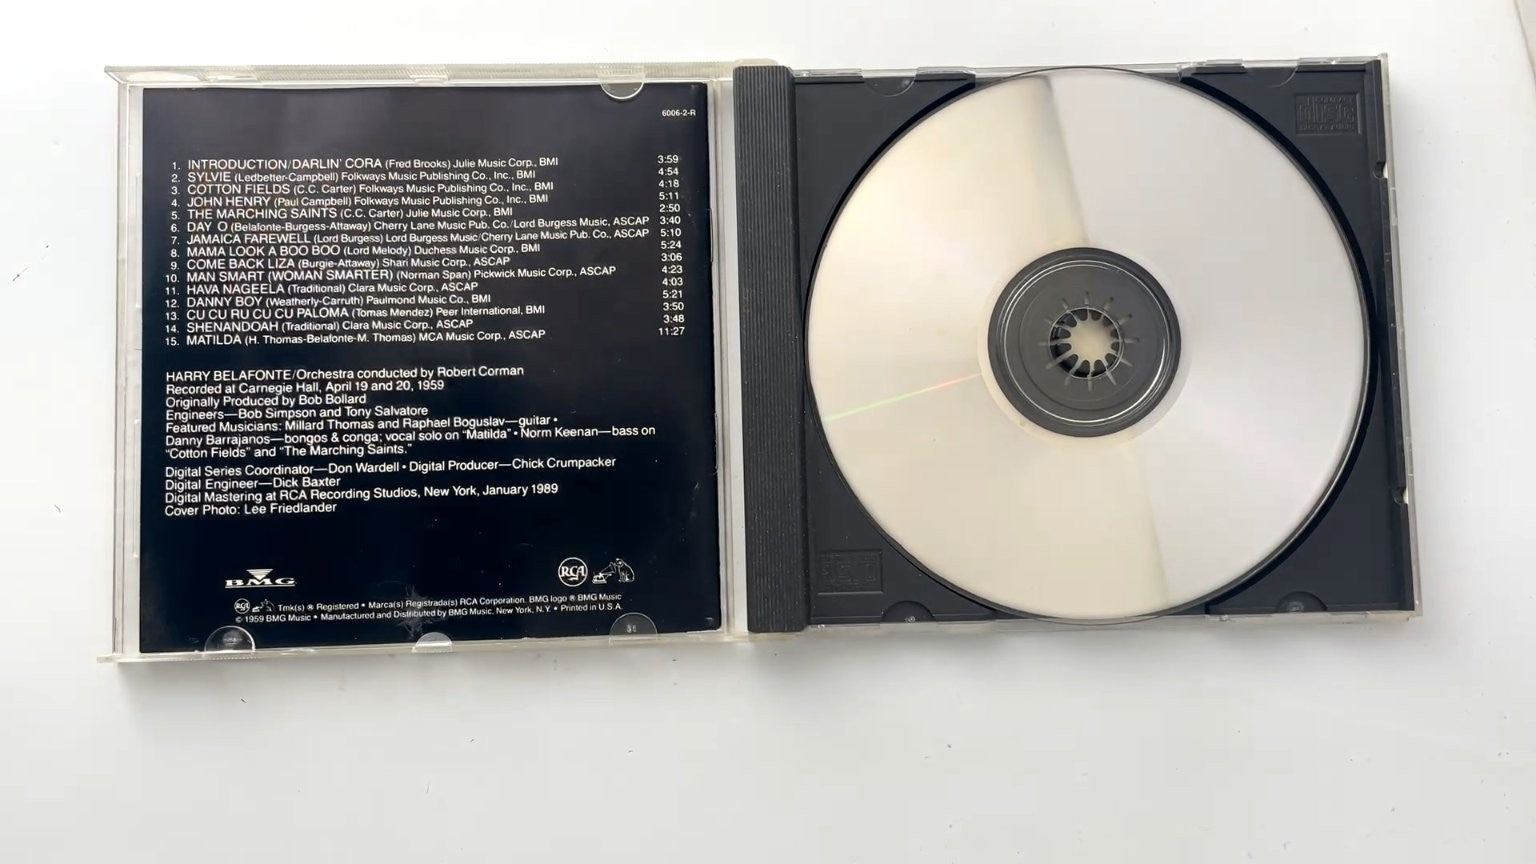 6006-2-R
1. INTRODUCTION/DARLIN' CORA (Fred Brooks) Julie Music Corp., BMI 3:59
2. SYLVIE (Ledbetter-Campbell) Folkways Music Publishing Co., Inc., BMI 4:54
3. COTTON FIELDS (C.C. Carter) Folkways Music Publishing Co., Inc., BMI 4:18
4. JOHN HENRY (Paul Campbell) Folkways Music Publishing Co., Inc., BMI 5:11
5. THE MARCHING SAINTS (C.C. Carter) Julie Music Corp., BMI 2:50
6. DAY O (Belafonte-Burgess-Attaway) Cherry Lane Music Pub. Co./Lord Burgess Music, ASCAP 3:40
7. JAMAICA FAREWELL (Lord Burgess) Lord Burgess Music/Cherry Lane Music Pub. Co., ASCAP 5:10
8. MAMA LOOK A BOO BOO (Lord Melody) Duchess Music Corp., BMI 5:24
9. COME BACK LIZA (Burgie-Attaway) Shari Music Corp., ASCAP 3:06
10. MAN SMART (WOMAN SMARTER) (Norman Span) Pickwick Music Corp., ASCAP 4:23
11. HAVA NAGEELA (Traditional) Clara Music Corp., ASCAP 4:03
12. DANNY BOY (Weatherly-Carruth) Paulmond Music Co., BMI 5:21
13. CU CU RU CU CU PALOMA (Tomas Mendez) Peer International, BMI 3:50
14. SHENANDOAH (Traditional) Clara Music Corp., ASCAP 3:48
15. MATILDA (H. Thomas-Belafonte-M. Thomas) MCA Music Corp., ASCAP 11:27
HARRY BELAFONTE/Orchestra conducted by Robert Corman
Recorded at Carnegie Hall, April 19 and 20, 1959
Originally Produced by Bob Bollard
Engineers—Bob Simpson and Tony Salvatore
Featured Musicians: Millard Thomas and Raphael Boguslav—guitar •
Danny Barrajanos—bongos & conga; vocal solo on "Matilda" • Norm Keenan—bass on
"Cotton Fields" and "The Marching Saints."
Digital Series Coordinator—Don Wardell • Digital Producer—Chick Crumpacker
Digital Engineer—Dick Baxter
Digital Mastering at RCA Recording Studios, New York, January 1989
Cover Photo: Lee Friedlander
BMG
RCA
RCA Tmk(s) ® Registered • Marca(s) Registrada(s) RCA Corporation. BMG logo ® BMG Music
© 1959 BMG Music • Manufactured and Distributed by BMG Music, New York, N.Y. • Printed in U.S.A.